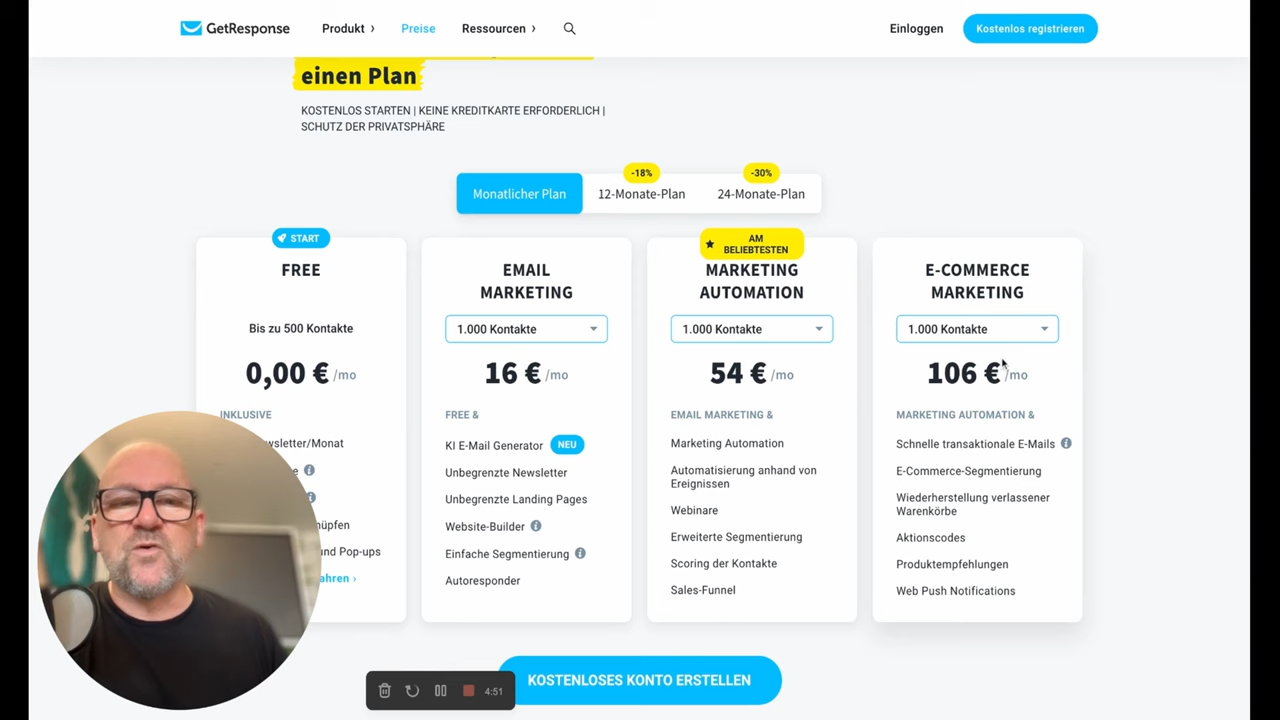 GetResponse
Produkt ›
Preise
Ressourcen ›
Einloggen
Kostenlos registrieren
einen Plan
KOSTENLOS STARTEN | KEINE KREDITKARTE ERFORDERLICH |
SCHUTZ DER PRIVATSPHÄRE
-18%
-30%
Monatlicher Plan
12-Monate-Plan
24-Monate-Plan
START
FREE
Bis zu 500 Kontakte
0,00 € /mo
INKLUSIVE
wsletter/Monat
und Pop-ups
EMAIL
MARKETING
1.000 Kontakte
16 € /mo
FREE &
KI E-Mail Generator NEU
Unbegrenzte Newsletter
Unbegrenzte Landing Pages
Website-Builder
Einfache Segmentierung
Autoresponder
AM
BELIEBTESTEN
MARKETING
AUTOMATION
1.000 Kontakte
54 € /mo
EMAIL MARKETING &
Marketing Automation
Automatisierung anhand von
Ereignissen
Webinare
Erweiterte Segmentierung
Scoring der Kontakte
Sales-Funnel
E-COMMERCE
MARKETING
1.000 Kontakte
106 € /mo
MARKETING AUTOMATION &
Schnelle transaktionale E-Mails
E-Commerce-Segmentierung
Wiederherstellung verlassener
Warenkörbe
Aktionscodes
Produktempfehlungen
Web Push Notifications
4:51
KOSTENLOSES KONTO ERSTELLEN